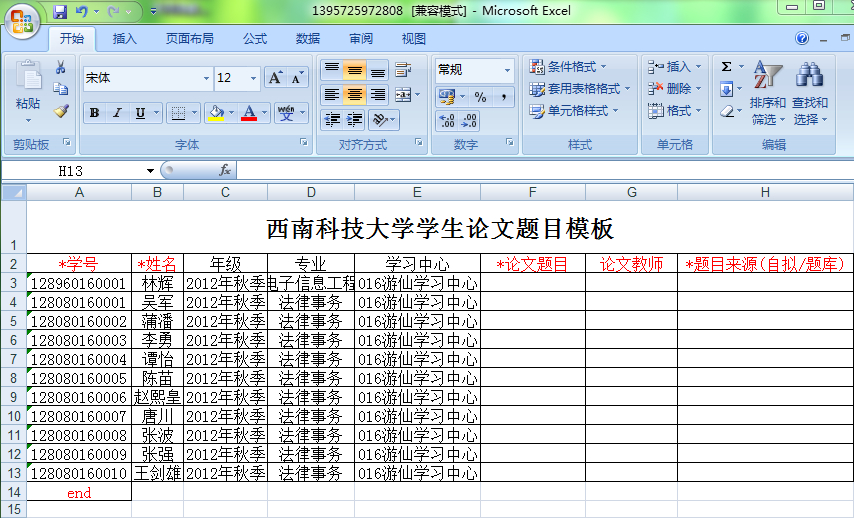 1395725972808 [兼容模式] - Microsoft Excel
开始 插入 页面布局 公式 数据 审阅 视图
宋体 12 A A 常规 条件格式 插入 Σ
粘贴 B I U A wén 文 % , 套用表格格式 删除 排序和筛选 查找和选择
.00 .0 单元格样式 格式
剪贴板 字体 对齐方式 数字 样式 单元格 编辑
H13 fx
A B C D E F G H
1 西南科技大学学生论文题目模板
2 *学号 *姓名 年级 专业 学习中心 *论文题目 论文教师 *题目来源(自拟/题库)
3 128960160001 林辉 2012年秋季 电子信息工程 016游仙学习中心
4 128080160001 吴军 2012年秋季 法律事务 016游仙学习中心
5 128080160002 蒲潘 2012年秋季 法律事务 016游仙学习中心
6 128080160003 李勇 2012年秋季 法律事务 016游仙学习中心
7 128080160004 谭怡 2012年秋季 法律事务 016游仙学习中心
8 128080160005 陈苗 2012年秋季 法律事务 016游仙学习中心
9 128080160006 赵熙皇 2012年秋季 法律事务 016游仙学习中心
10 128080160007 唐川 2012年秋季 法律事务 016游仙学习中心
11 128080160008 张波 2012年秋季 法律事务 016游仙学习中心
12 128080160009 张强 2012年秋季 法律事务 016游仙学习中心
13 128080160010 王剑雄 2012年秋季 法律事务 016游仙学习中心
14 end
15